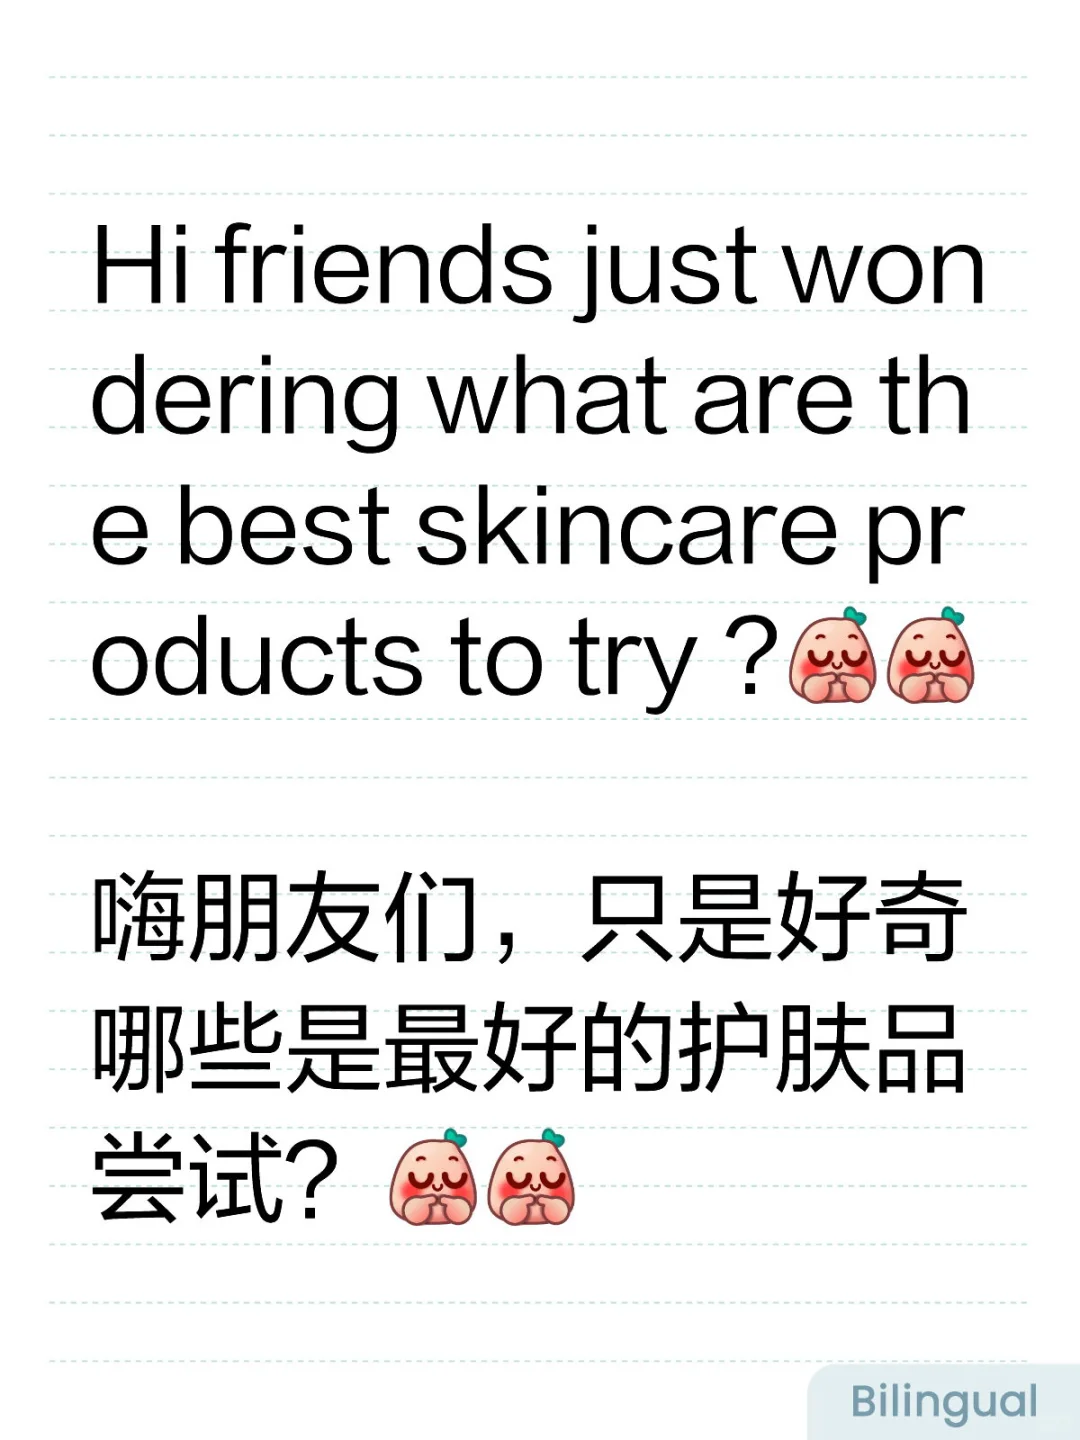 Hi friends just won
dering what are th
e best skincare pr
oducts to try ?
嗨朋友们，只是好奇
哪些是最好的护肤品
尝试？
Bilingual